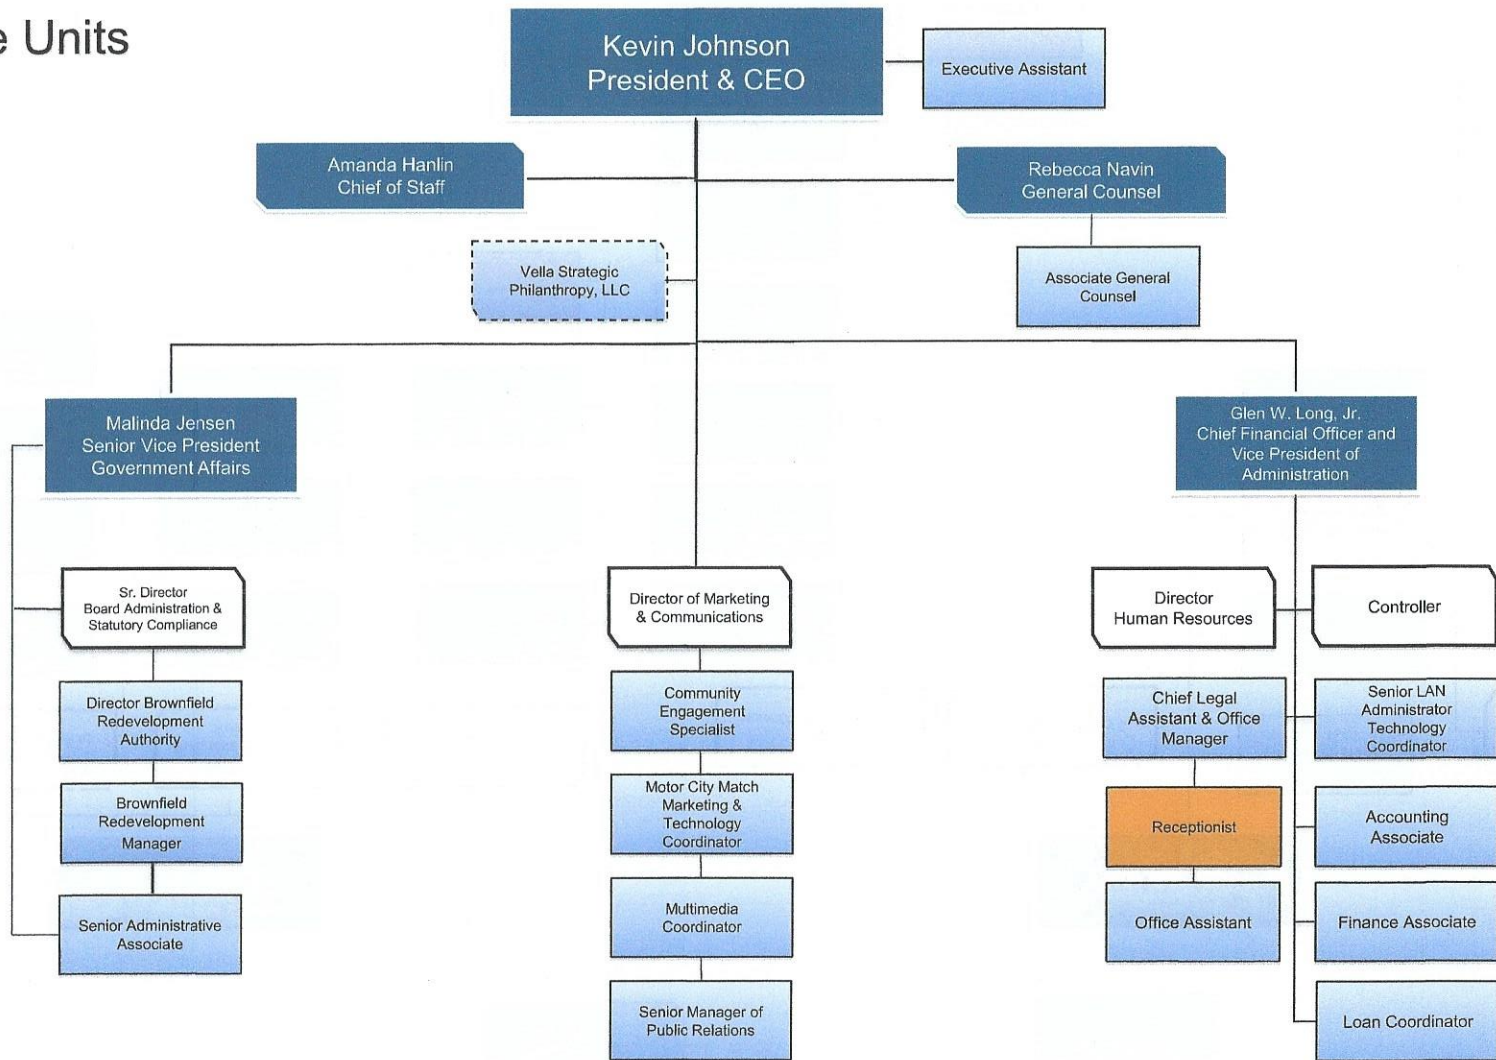 e Units
Kevin Johnson
President & CEO
Executive Assistant
Amanda Hanlin
Chief of Staff
Rebecca Navin
General Counsel
Vella Strategic
Philanthropy, LLC
Associate General
Counsel
Malinda Jensen
Senior Vice President
Government Affairs
Glen W. Long, Jr.
Chief Financial Officer and
Vice President of
Administration
Sr. Director
Board Administration &
Statutory Compliance
Director Brownfield
Redevelopment
Authority
Brownfield
Redevelopment
Manager
Senior Administrative
Associate
Director of Marketing
& Communications
Community
Engagement
Specialist
Motor City Match
Marketing &
Technology
Coordinator
Multimedia
Coordinator
Senior Manager of
Public Relations
Director
Human Resources
Controller
Chief Legal
Assistant & Office
Manager
Senior LAN
Administrator
Technology
Coordinator
Receptionist
Accounting
Associate
Office Assistant
Finance Associate
Loan Coordinator